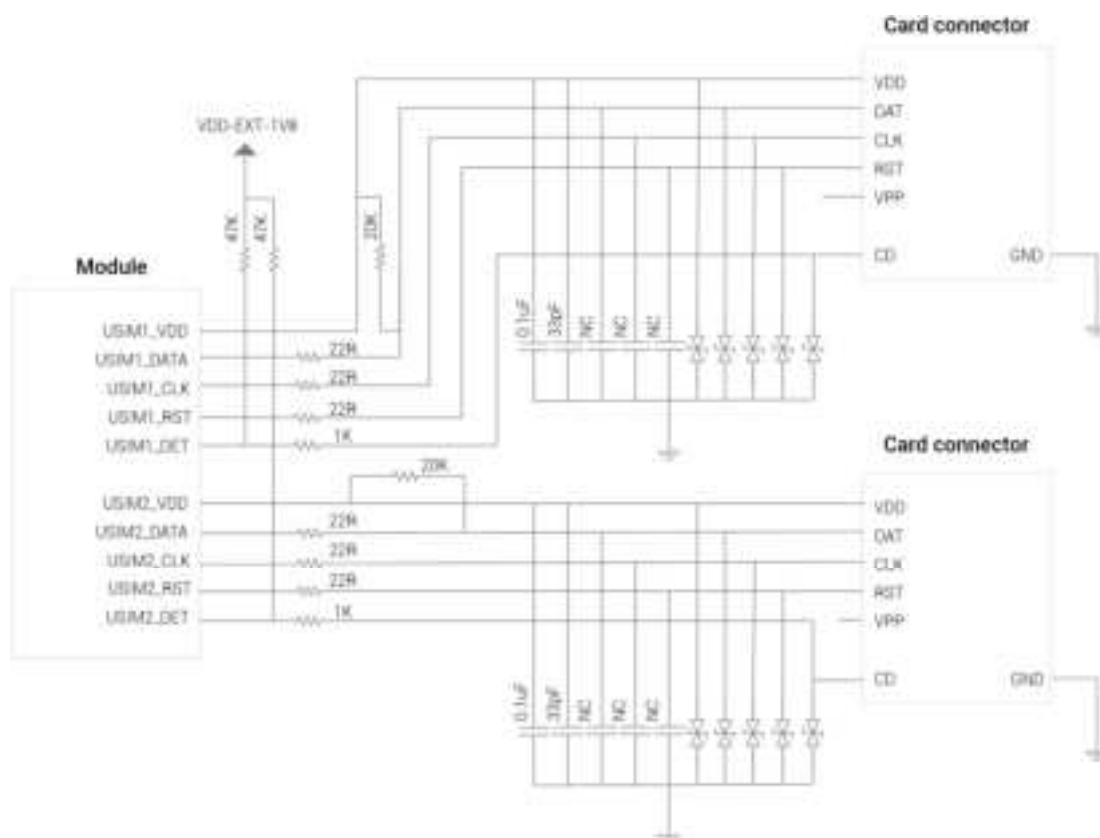 Card connector
VDD
DAT
CLK
RST
VPP
CD
GND
VDD-EXT-1V8
47K
47K
20K
Module
USIM1_VDD
USIM1_DATA
USIM1_CLK
USIM1_RST
USIM1_DET
22R
22R
22R
1K
0.1uF
33pF
NC
NC
NC
USIM2_VDD
USIM2_DATA
USIM2_CLK
USIM2_RST
USIM2_DET
20K
22R
22R
22R
1K
Card connector
VDD
DAT
CLK
RST
VPP
CD
GND
0.1uF
33pF
NC
NC
NC